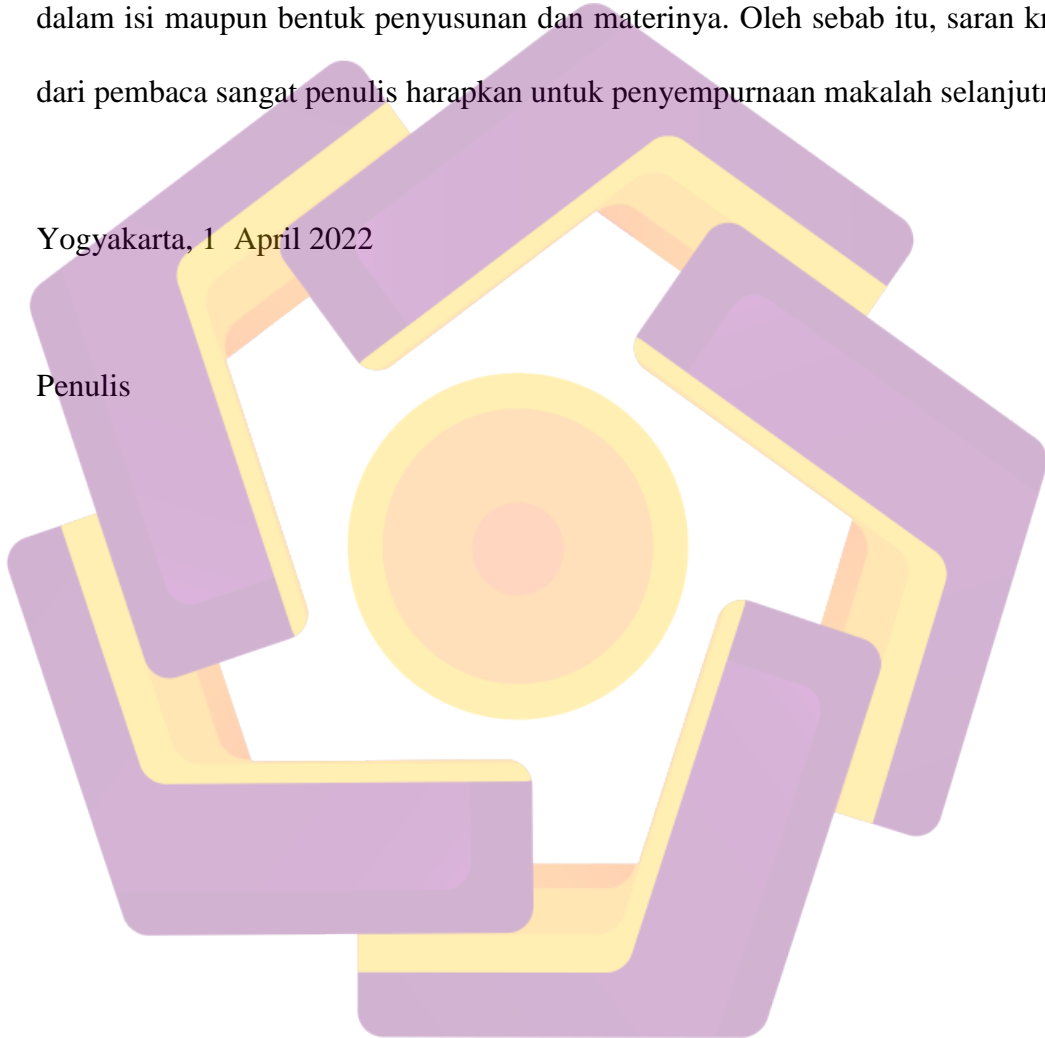 dalam isi maupun bentuk penyusunan dan materinya. Oleh sebab itu, saran
dari pembaca sangat penulis harapkan untuk penyempurnaan makalah
Yogyakarta, 1 April 2022
Penulis